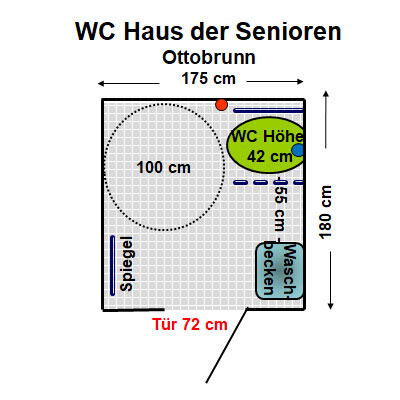 WC Haus der Senioren
Ottobrunn
175 cm
WC Höhe
42 cm
100 cm
55 cm
180 cm
Spiegel
Wasch-
becken
Tür 72 cm